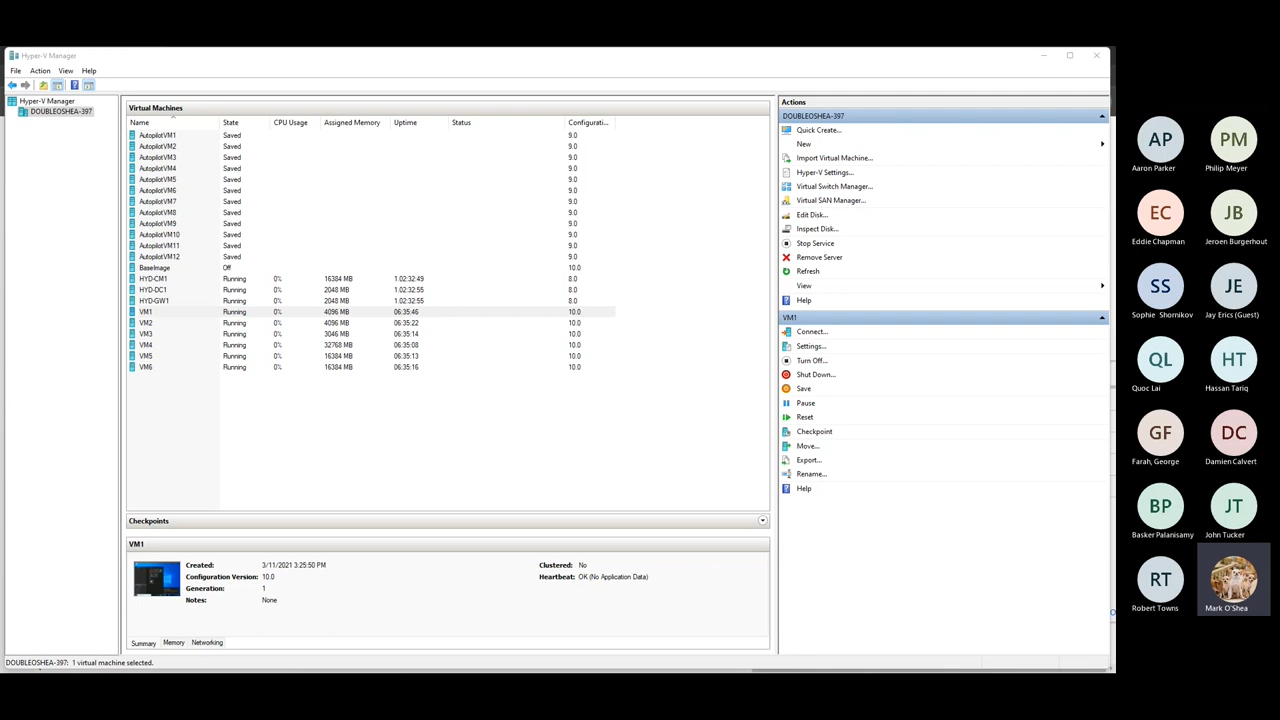 Hyper-V Manager
File Action View Help
Hyper-V Manager
DOUBLEOSHEA-397
Virtual Machines
Name State CPU Usage Assigned Memory Uptime Status Configurati...
AutopilotVM1 Saved 9.0
AutopilotVM2 Saved 9.0
AutopilotVM3 Saved 9.0
AutopilotVM4 Saved 9.0
AutopilotVM5 Saved 9.0
AutopilotVM6 Saved 9.0
AutopilotVM7 Saved 9.0
AutopilotVM8 Saved 9.0
AutopilotVM9 Saved 9.0
AutopilotVM10 Saved 9.0
AutopilotVM11 Saved 9.0
AutopilotVM12 Saved 9.0
BaseImage Off 10.0
HYD-CM1 Running 0% 16384 MB 1.02:32:49 8.0
HYD-DC1 Running 0% 2048 MB 1.02:32:55 8.0
HYD-GW1 Running 0% 2048 MB 1.02:32:55 8.0
VM1 Running 0% 4096 MB 06:35:46 10.0
VM2 Running 0% 4096 MB 06:35:22 10.0
VM3 Running 0% 3046 MB 06:35:14 10.0
VM4 Running 0% 32768 MB 06:35:08 10.0
VM5 Running 0% 16384 MB 06:35:13 10.0
VM6 Running 0% 16384 MB 06:35:16 10.0
Checkpoints
VM1
Created: 3/11/2021 3:25:50 PM Clustered: No
Configuration Version: 10.0 Heartbeat: OK (No Application Data)
Generation: 1
Notes: None
Summary Memory Networking
DOUBLEOSHEA-397: 1 virtual machine selected.
Actions
DOUBLEOSHEA-397
Quick Create...
New
Import Virtual Machine...
Hyper-V Settings...
Virtual Switch Manager...
Virtual SAN Manager...
Edit Disk...
Inspect Disk...
Stop Service
Remove Server
Refresh
View
Help
VM1
Connect...
Settings...
Turn Off...
Shut Down...
Save
Pause
Reset
Checkpoint
Move...
Export...
Rename...
Help
AP PM
Aaron Parker Philip Meyer
EC JB
Eddie Chapman Jeroen Burgerhout
SS JE
Sophie Shornikov Jay Erics (Guest)
QL HT
Quoc Lai Hassan Tariq
GF DC
Farah, George Damien Calvert
BP JT
Basker Palanisamy John Tucker
RT
Robert Towns Mark O'Shea